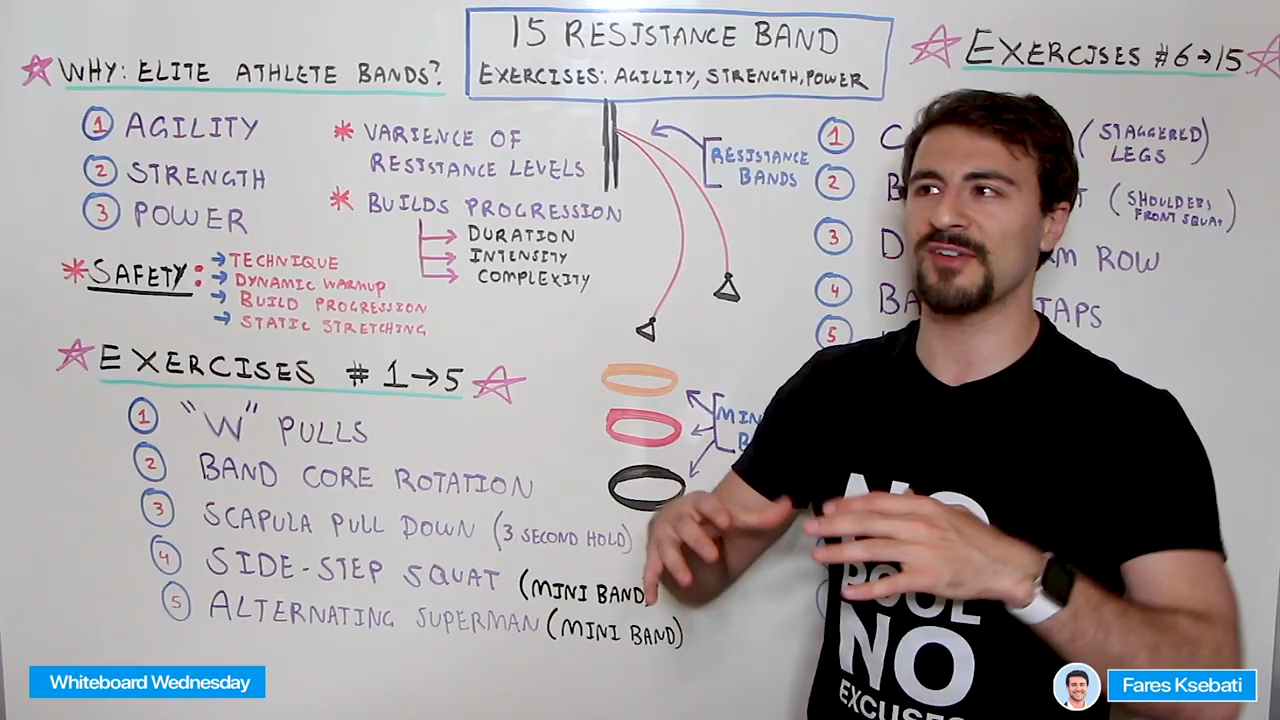 15 RESISTANCE BAND
EXERCISES: AGILITY, STRENGTH, POWER
WHY: ELITE ATHLETE BANDS?
1 AGILITY
2 STRENGTH
3 POWER
* VARIENCE OF
RESISTANCE LEVELS
* BUILDS PROGRESSION
→ DURATION
→ INTENSITY
→ COMPLEXITY
* SAFETY:
→ TECHNIQUE
→ DYNAMIC WARMUP
→ BUILD PROGRESSION
→ STATIC STRETCHING
EXERCISES # 1→5
1 "W" PULLS
2 BAND CORE ROTATION
3 SCAPULA PULL DOWN (3 SECOND HOLD)
4 SIDE-STEP SQUAT (MINI BAND
5 ALTERNATING SUPERMAN (MINI BAND)
RESISTANCE
BANDS
MIN
B
EXERCISES #6→15
1 C (STAGGERED
LEGS)
2 B T (SHOULDERS
FRONT SQUAT)
3 D M ROW
4 BA TAPS
5
NO
POOL
NO
EXCUSES
Whiteboard Wednesday
Fares Ksebati